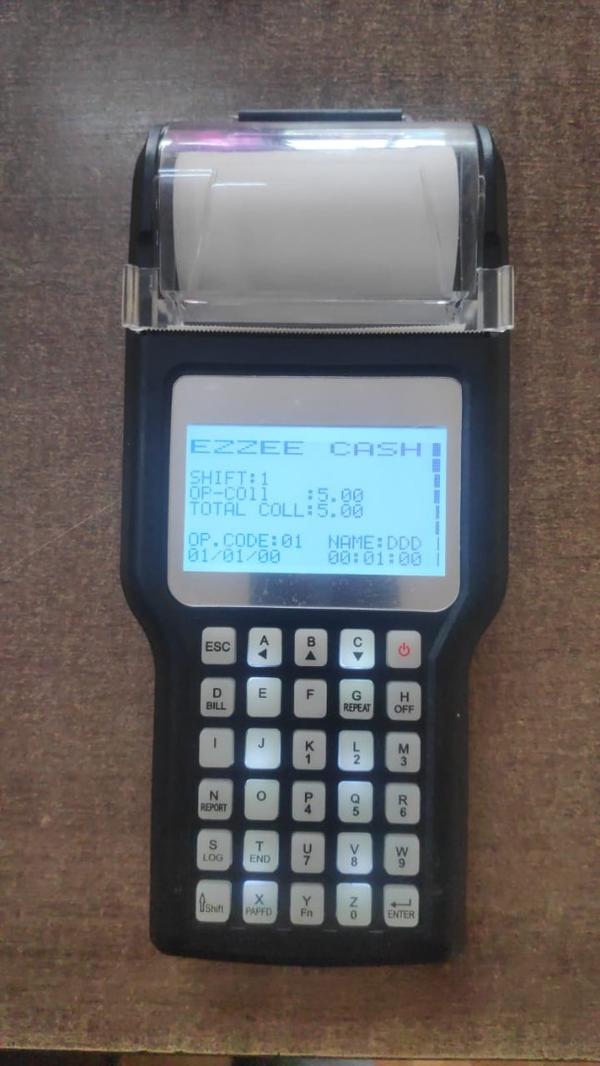 EZZEE CASH
SHIFT:1
OP-COll :5.00
TOTAL COLL:5.00
OP.CODE:01 NAME:DDD
01/01/00 00:01:00
ESC A B C
D E F G H
BILL REPEAT OFF
I J K L M
1 2 3
N O P Q R
REPORT 4 5 6
S T U V W
LOG END 7 8 9
Shift X Y Z
PAPFD Fn 0 ENTER